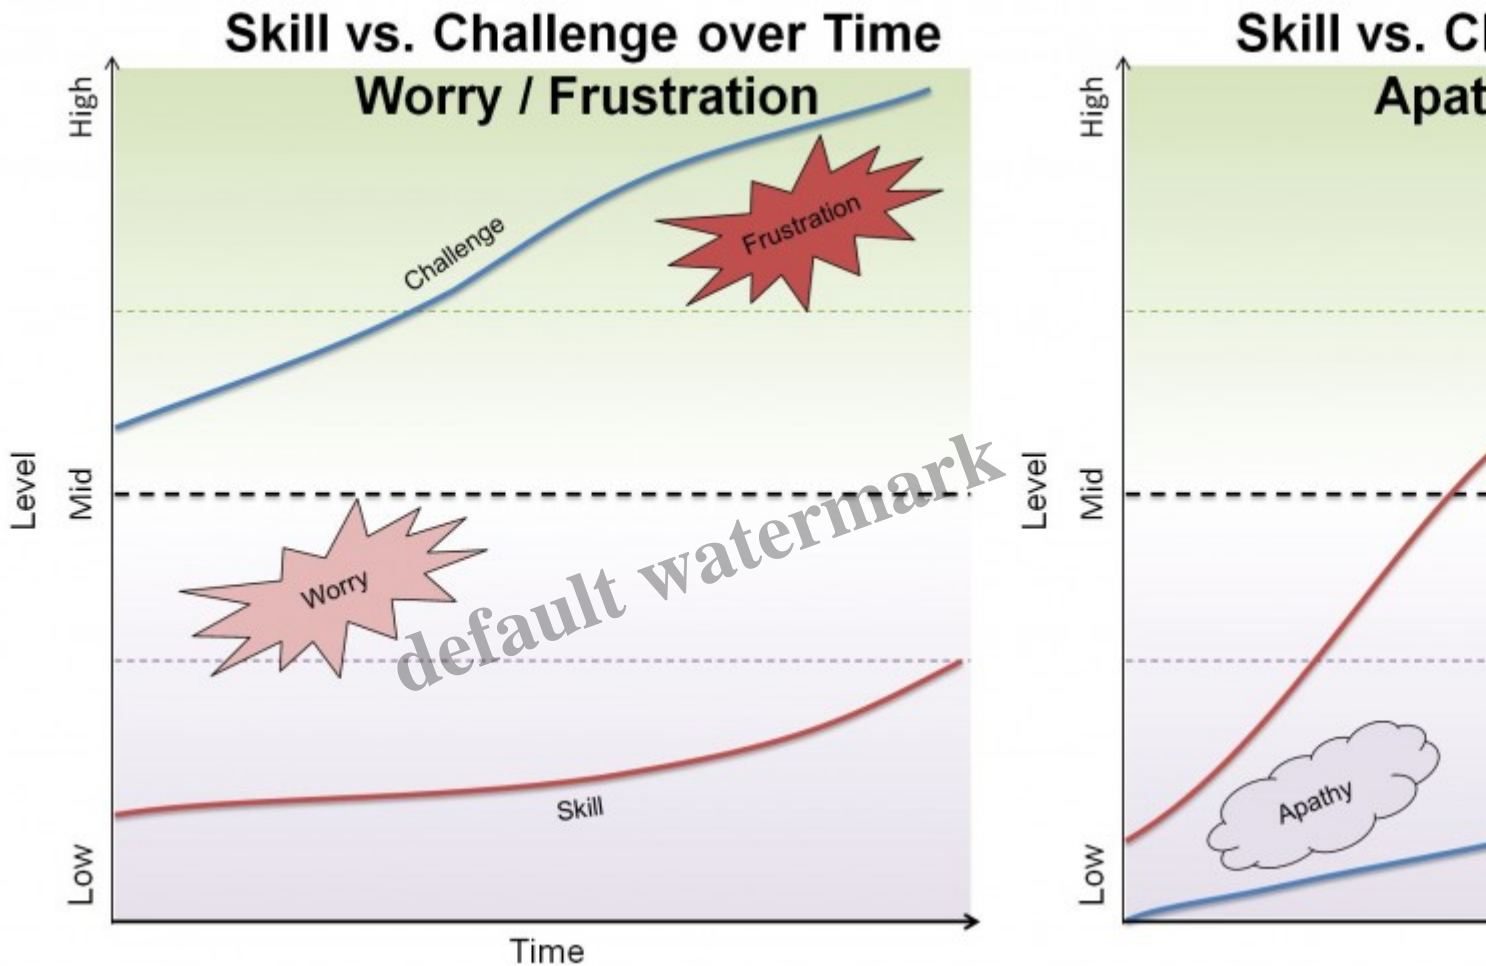 Skill vs. Challenge over Time
Worry / Frustration
High
Challenge
Frustration
Level
Mid
Worry
default watermark
Skill
Low
Time
Skill vs. Cl
Apat
High
Level
Mid
Apathy
Low